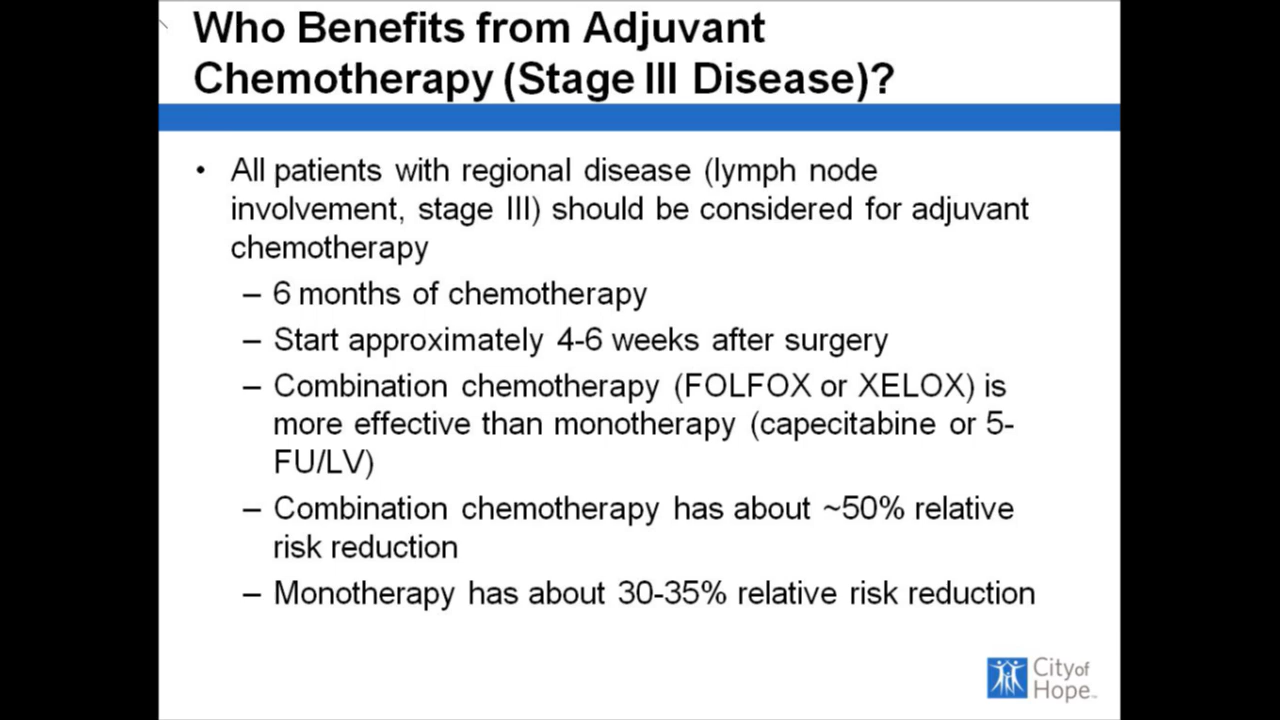 Who Benefits from Adjuvant
Chemotherapy (Stage III Disease)?
• All patients with regional disease (lymph node
involvement, stage III) should be considered for adjuvant
chemotherapy
– 6 months of chemotherapy
– Start approximately 4-6 weeks after surgery
– Combination chemotherapy (FOLFOX or XELOX) is
more effective than monotherapy (capecitabine or 5-
FU/LV)
– Combination chemotherapy has about ~50% relative
risk reduction
– Monotherapy has about 30-35% relative risk reduction
City of
Hope™